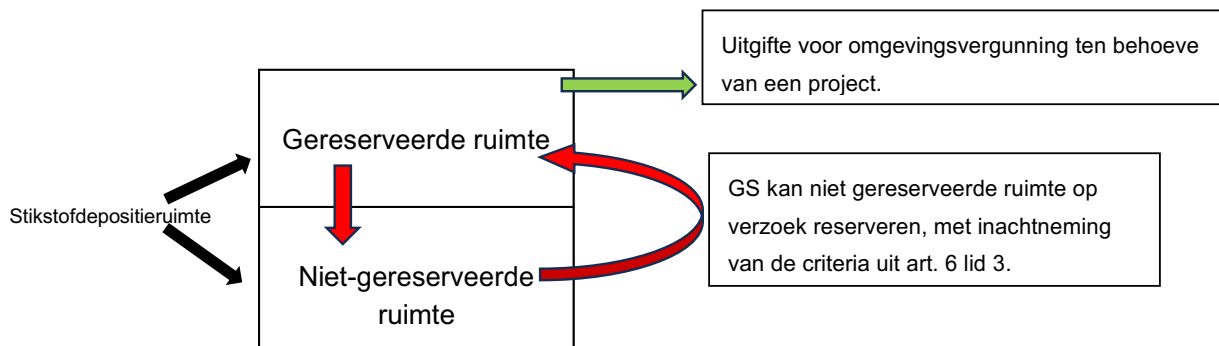 Stikstofdepositieruimte
Gereserveerde ruimte
Niet-gereserveerde
ruimte
Uitgifte voor omgevingsvergunning ten behoeve
van een project.
GS kan niet gereserveerde ruimte op
verzoek reserveren, met inachtneming
van de criteria uit art. 6 lid 3.